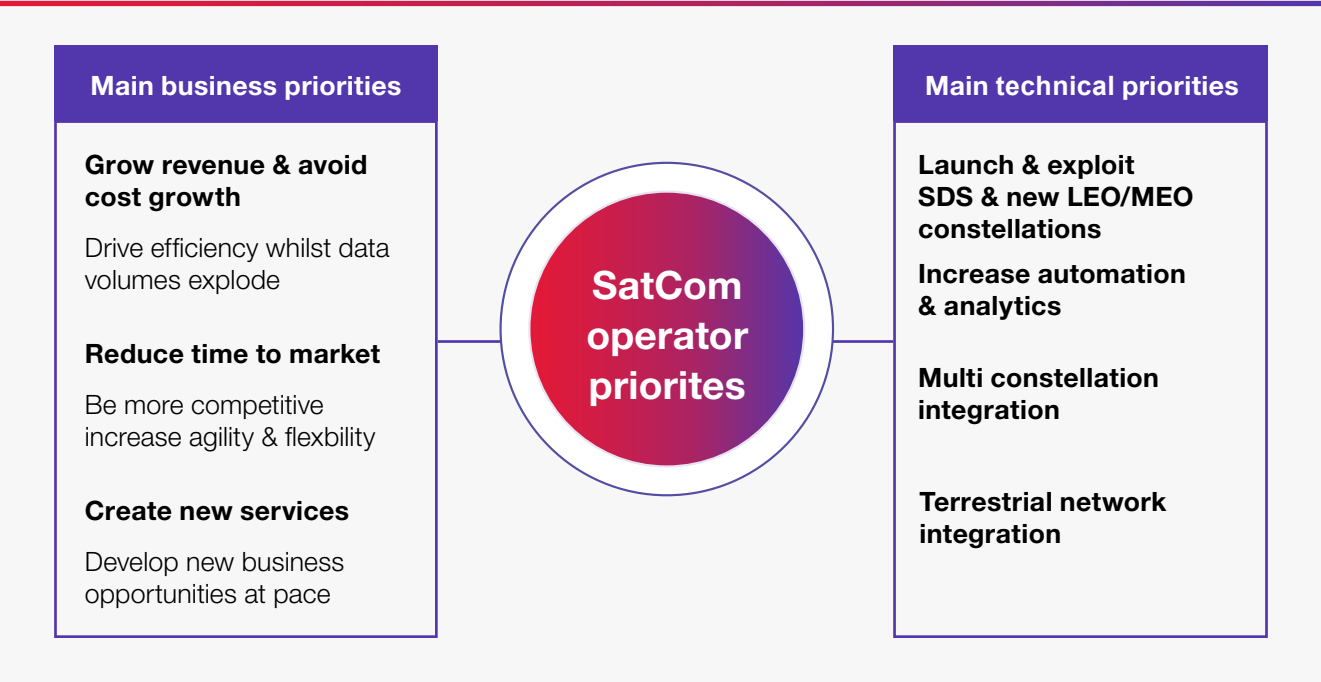 Main business priorities
Grow revenue & avoid
cost growth
Drive efficiency whilst data
volumes explode
Reduce time to market
Be more competitive
increase agility & flexbility
Create new services
Develop new business
opportunities at pace
SatCom
operator
priorites
Main technical priorities
Launch & exploit
SDS & new LEO/MEO
constellations
Increase automation
& analytics
Multi constellation
integration
Terrestrial network
integration